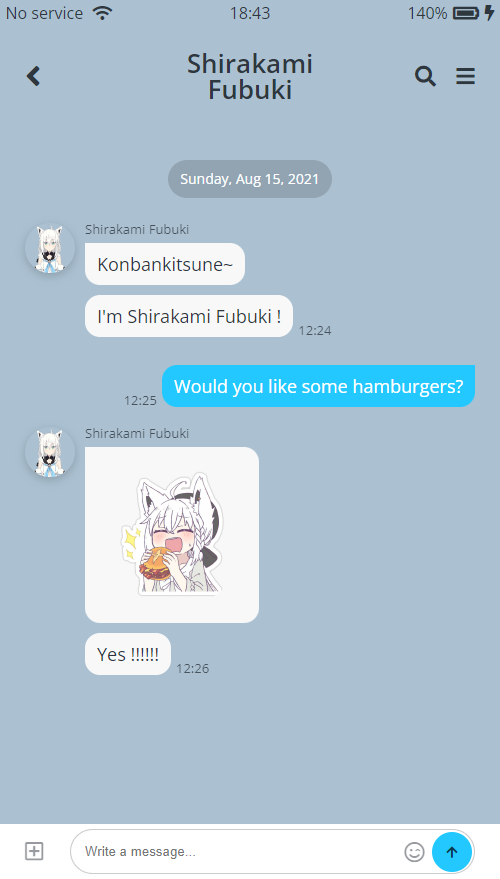 No service 18:43 140%
Shirakami
Fubuki
Sunday, Aug 15, 2021
Shirakami Fubuki
Konbankitsune~
I'm Shirakami Fubuki !
12:24
Would you like some hamburgers?
12:25
Shirakami Fubuki
Yes !!!!!!
12:26
Write a message...